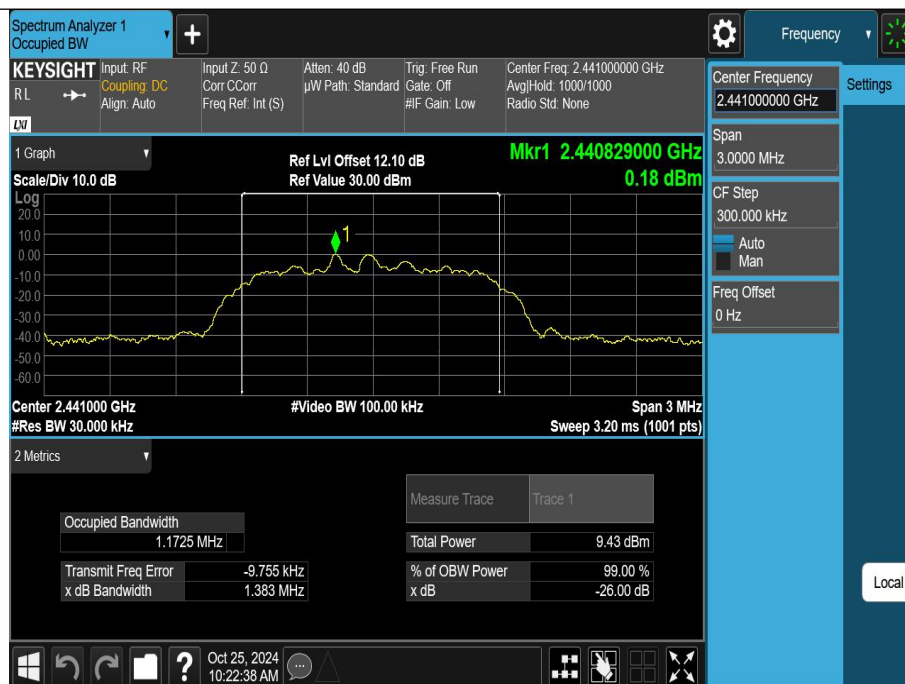 Spectrum Analyzer 1
Occupied BW
Frequency
KEYSIGHT
RL
LXI
Input: RF
Coupling: DC
Align: Auto
Input Z: 50 Ω
Corr CCorr
Freq Ref: Int (S)
Atten: 40 dB
µW Path: Standard
Trig: Free Run
Gate: Off
#IF Gain: Low
Center Freq: 2.441000000 GHz
Avg|Hold: 1000/1000
Radio Std: None
Center Frequency
2.441000000 GHz
Settings
Span
3.0000 MHz
CF Step
300.000 kHz
Auto
Man
Freq Offset
0 Hz
Local
1 Graph
Scale/Div 10.0 dB
Ref Lvl Offset 12.10 dB
Ref Value 30.00 dBm
Mkr1 2.440829000 GHz
0.18 dBm
Log
20.0
10.0
0.00
-10.0
-20.0
-30.0
-40.0
-50.0
-60.0
1
Center 2.441000 GHz
#Res BW 30.000 kHz
#Video BW 100.00 kHz
Span 3 MHz
Sweep 3.20 ms (1001 pts)
2 Metrics
Measure Trace
Trace 1
Occupied Bandwidth
1.1725 MHz
Total Power
9.43 dBm
Transmit Freq Error
-9.755 kHz
% of OBW Power
99.00 %
x dB Bandwidth
1.383 MHz
x dB
-26.00 dB
?
Oct 25, 2024
10:22:38 AM